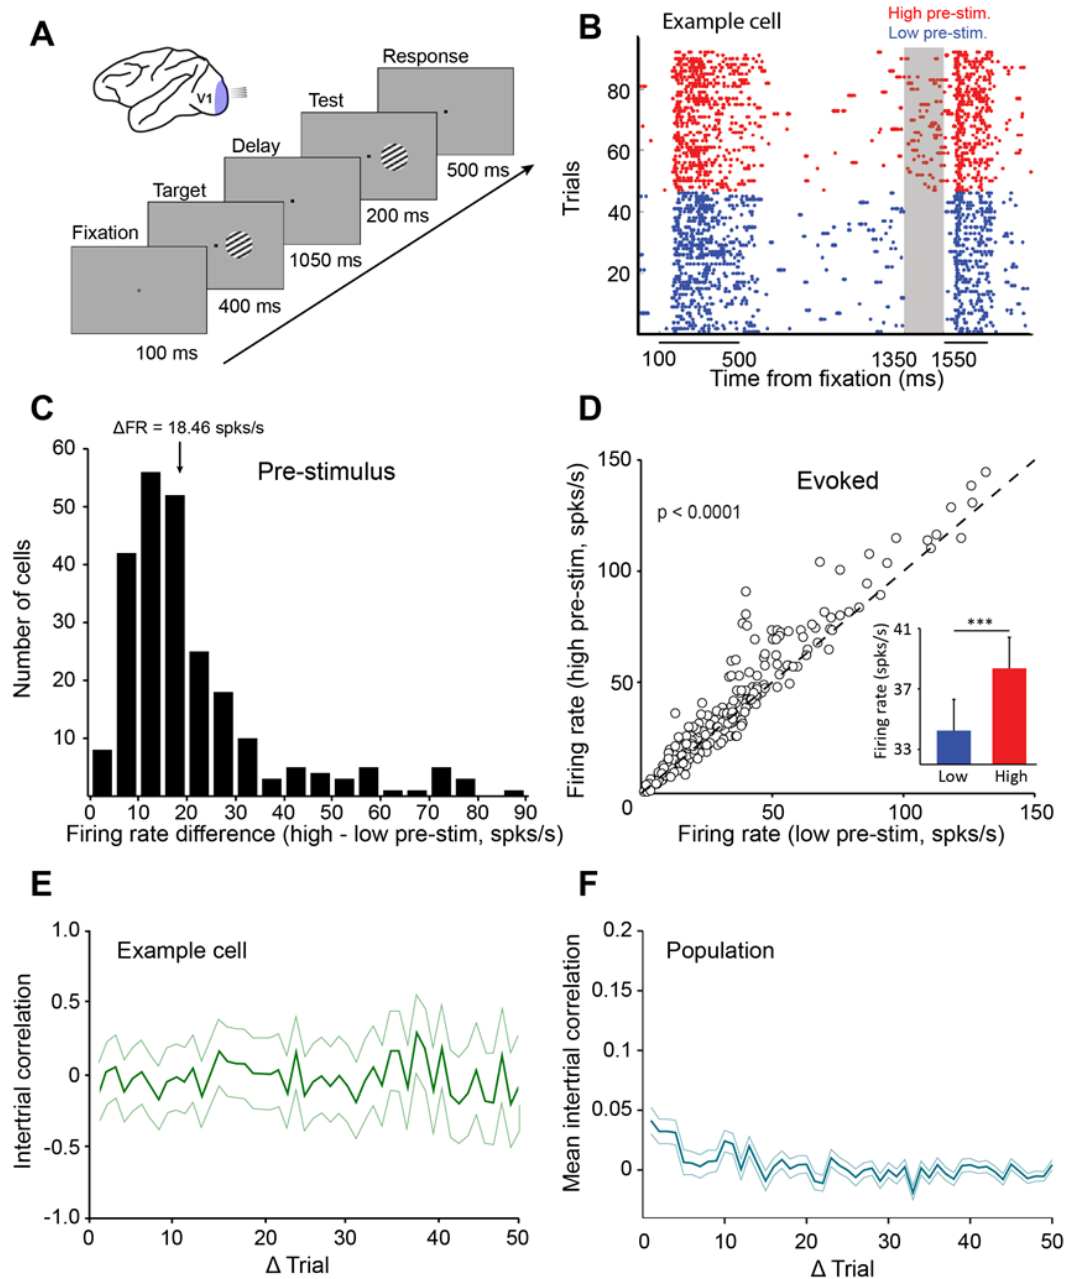 A
V1
Fixation
100 ms
Target
400 ms
Delay
1050 ms
Test
200 ms
Response
500 ms
B
Example cell
High pre-stim.
Low pre-stim.
Trials
80
60
40
20
100
500
1350
1550
Time from fixation (ms)
C
ΔFR = 18.46 spks/s
Pre-stimulus
Number of cells
60
50
40
30
20
10
0 10 20 30 40 50 60 70 80 90
Firing rate difference (high - low pre-stim, spks/s)
D
Evoked
p < 0.0001
Firing rate (high pre-stim, spks/s)
150
100
50
0
50 100 150
Firing rate (low pre-stim, spks/s)
Firing rate (spks/s)
41
37
33
***
Low High
E
Example cell
Intertrial correlation
1.0
0.5
0
-0.5
-1.0
0 10 20 30 40 50
Δ Trial
F
Population
Mean intertrial correlation
0.2
0.15
0.1
0.05
0
0 10 20 30 40 50
Δ Trial